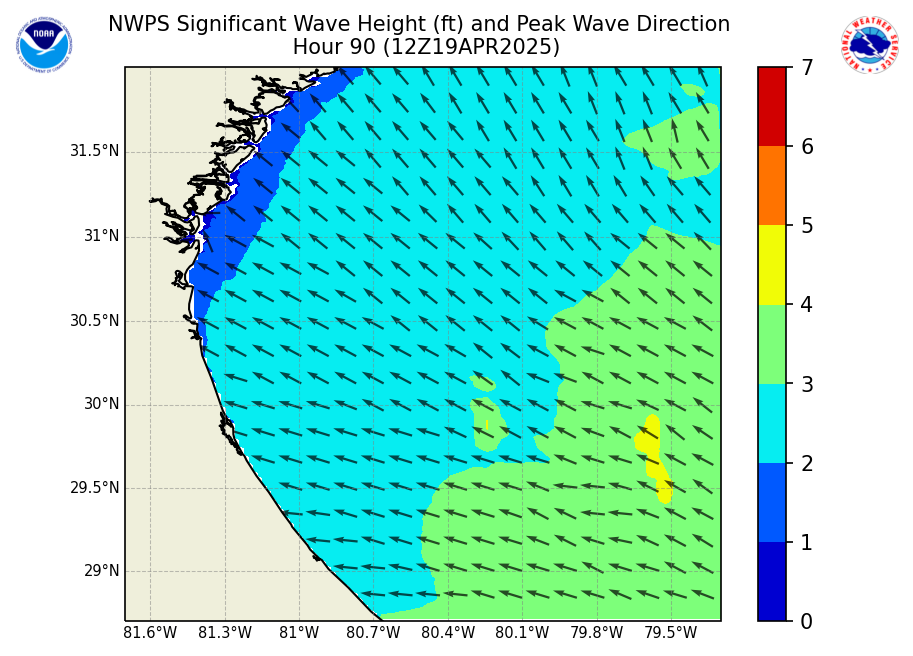 NWPS Significant Wave Height (ft) and Peak Wave Direction
Hour 90 (12Z19APR2025)
NOAA
NATIONAL WEATHER SERVICE
31.5°N
31°N
30.5°N
30°N
29.5°N
29°N
81.6°W 81.3°W 81°W 80.7°W 80.4°W 80.1°W 79.8°W 79.5°W
7
6
5
4
3
2
1
0